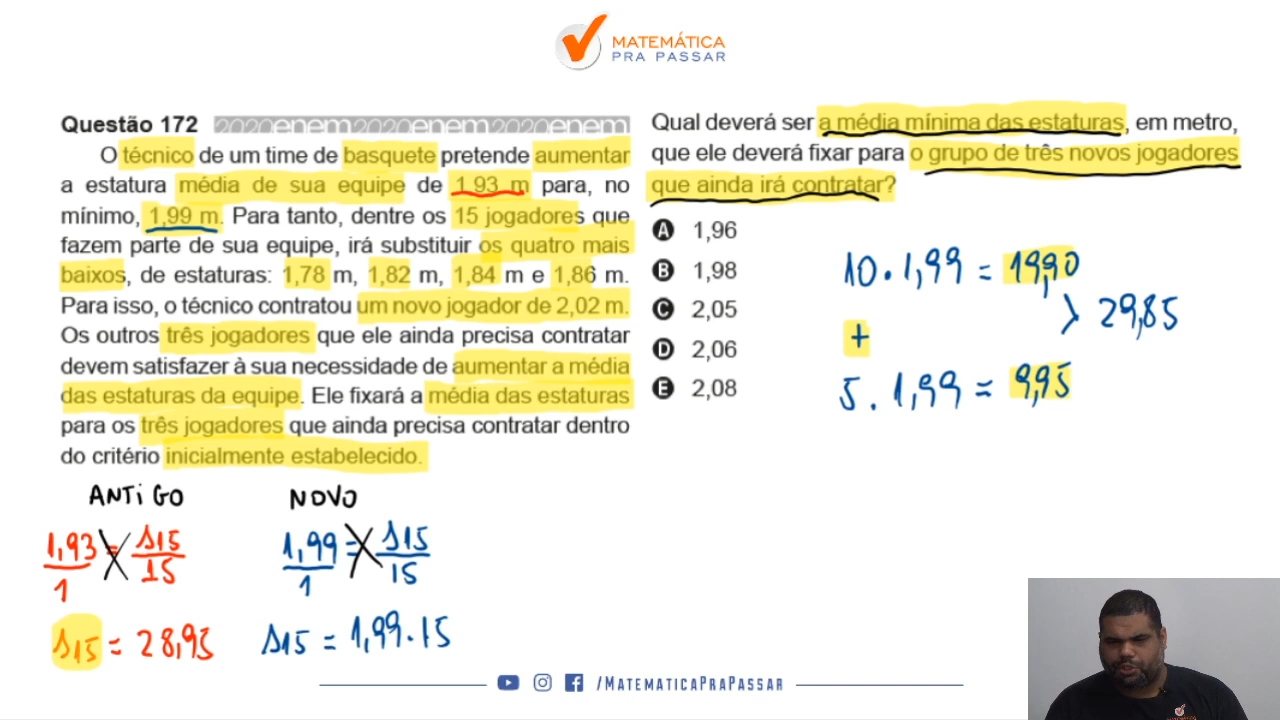 MATEMÁTICA
PRA PASSAR
Questão 172 2020enem2020enem2020enem
O técnico de um time de basquete pretende aumentar
a estatura média de sua equipe de 1,93 m para, no
mínimo, 1,99 m. Para tanto, dentre os 15 jogadores que
fazem parte de sua equipe, irá substituir os quatro mais
baixos, de estaturas: 1,78 m, 1,82 m, 1,84 m e 1,86 m.
Para isso, o técnico contratou um novo jogador de 2,02 m.
Os outros três jogadores que ele ainda precisa contratar
devem satisfazer à sua necessidade de aumentar a média
das estaturas da equipe. Ele fixará a média das estaturas
para os três jogadores que ainda precisa contratar dentro
do critério inicialmente estabelecido.
Qual deverá ser a média mínima das estaturas, em metro,
que ele deverá fixar para o grupo de três novos jogadores
que ainda irá contratar?
A 1,96
B 1,98
C 2,05
D 2,06
E 2,08
10 . 1,99 = 19,90
+
> 29,85
5 . 1,99 = 9,95
ANTIGO
1,93 = S15
1 15
S15 = 28,95
NOVO
1,99 = S15
1 15
S15 = 1,99 . 15
/MatematicaPraPassar